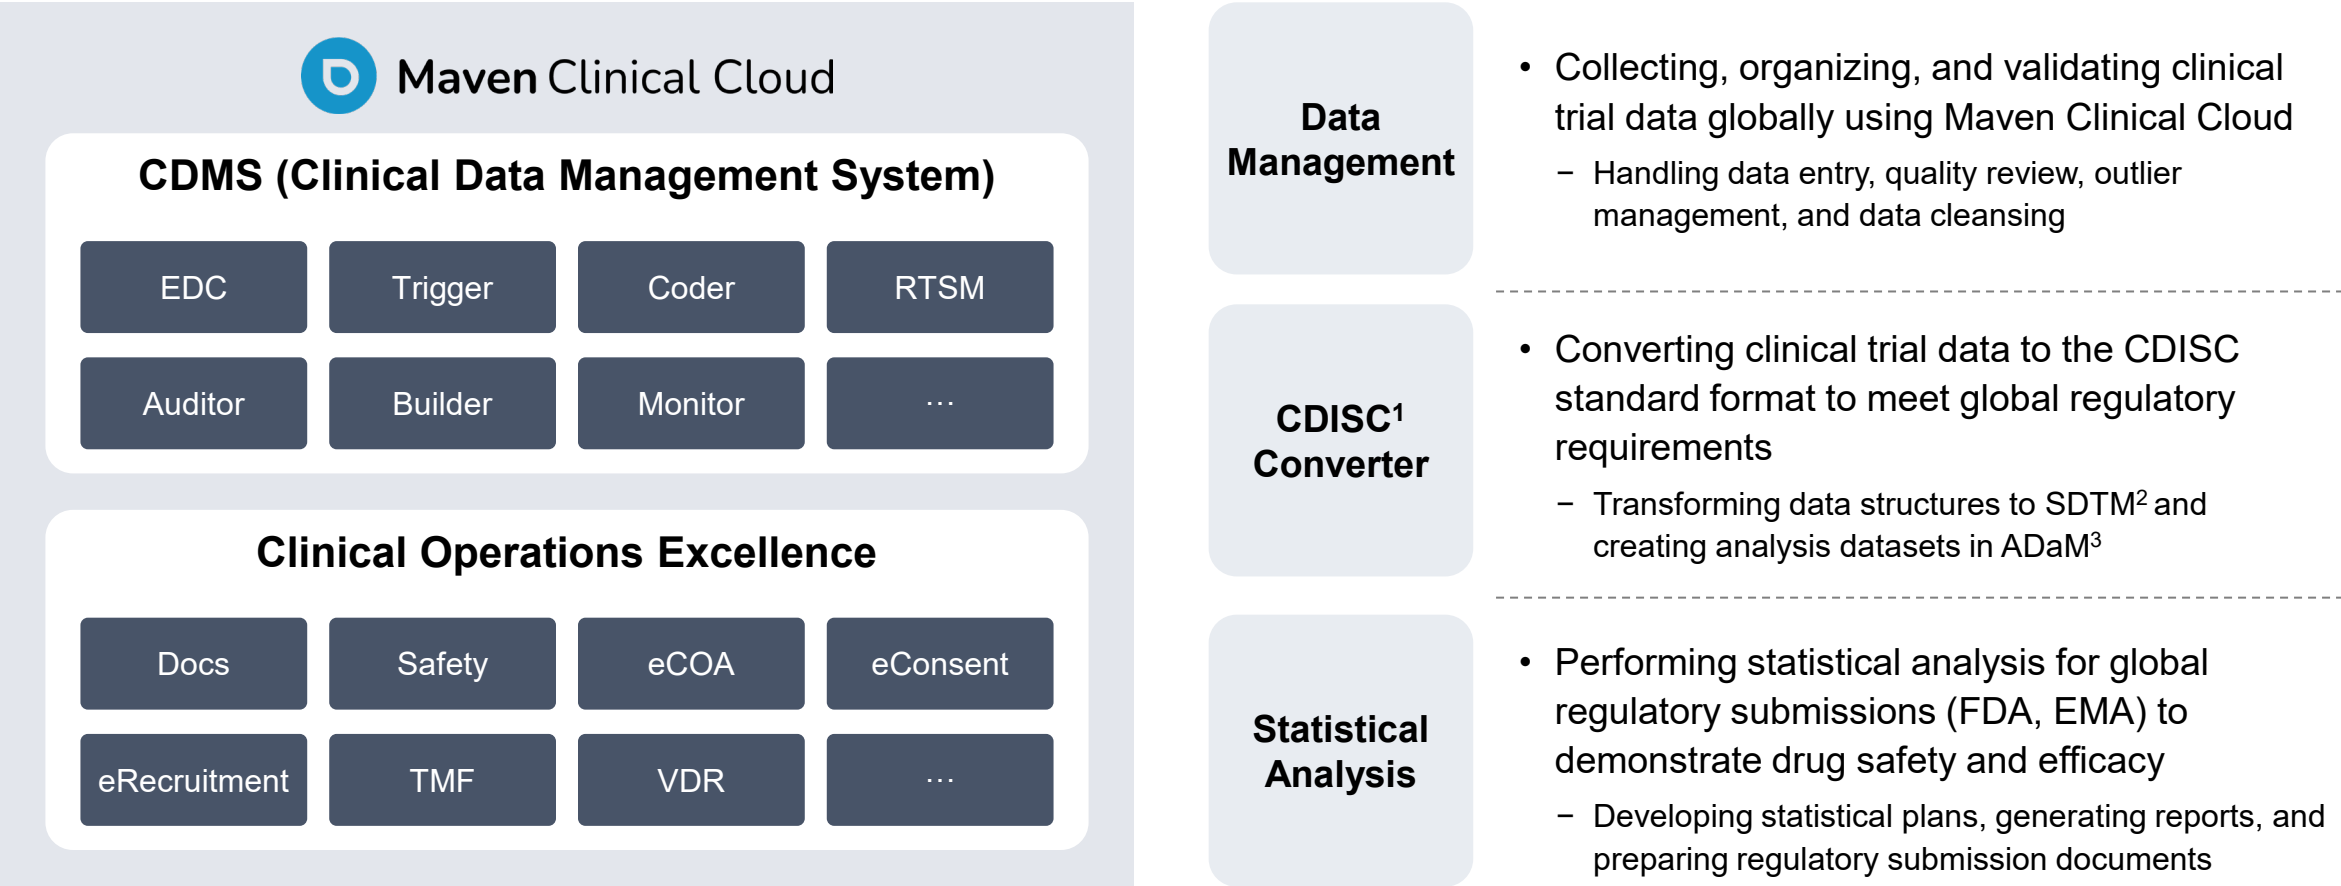 Maven Clinical Cloud
CDMS (Clinical Data Management System)
EDC
Trigger
Coder
RTSM
Auditor
Builder
Monitor
...
Clinical Operations Excellence
Docs
Safety
eCOA
eConsent
eRecruitment
TMF
VDR
...
Data
Management
• Collecting, organizing, and validating clinical
trial data globally using Maven Clinical Cloud
− Handling data entry, quality review, outlier
management, and data cleansing
CDISC¹
Converter
• Converting clinical trial data to the CDISC
standard format to meet global regulatory
requirements
− Transforming data structures to SDTM² and
creating analysis datasets in ADaM³
Statistical
Analysis
• Performing statistical analysis for global
regulatory submissions (FDA, EMA) to
demonstrate drug safety and efficacy
− Developing statistical plans, generating reports, and
preparing regulatory submission documents